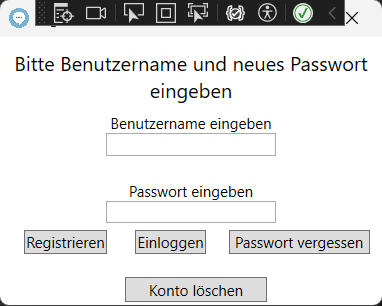 Bitte Benutzername und neues Passwort
eingeben
Benutzername eingeben
Passwort eingeben
Registrieren Einloggen Passwort vergessen
Konto löschen